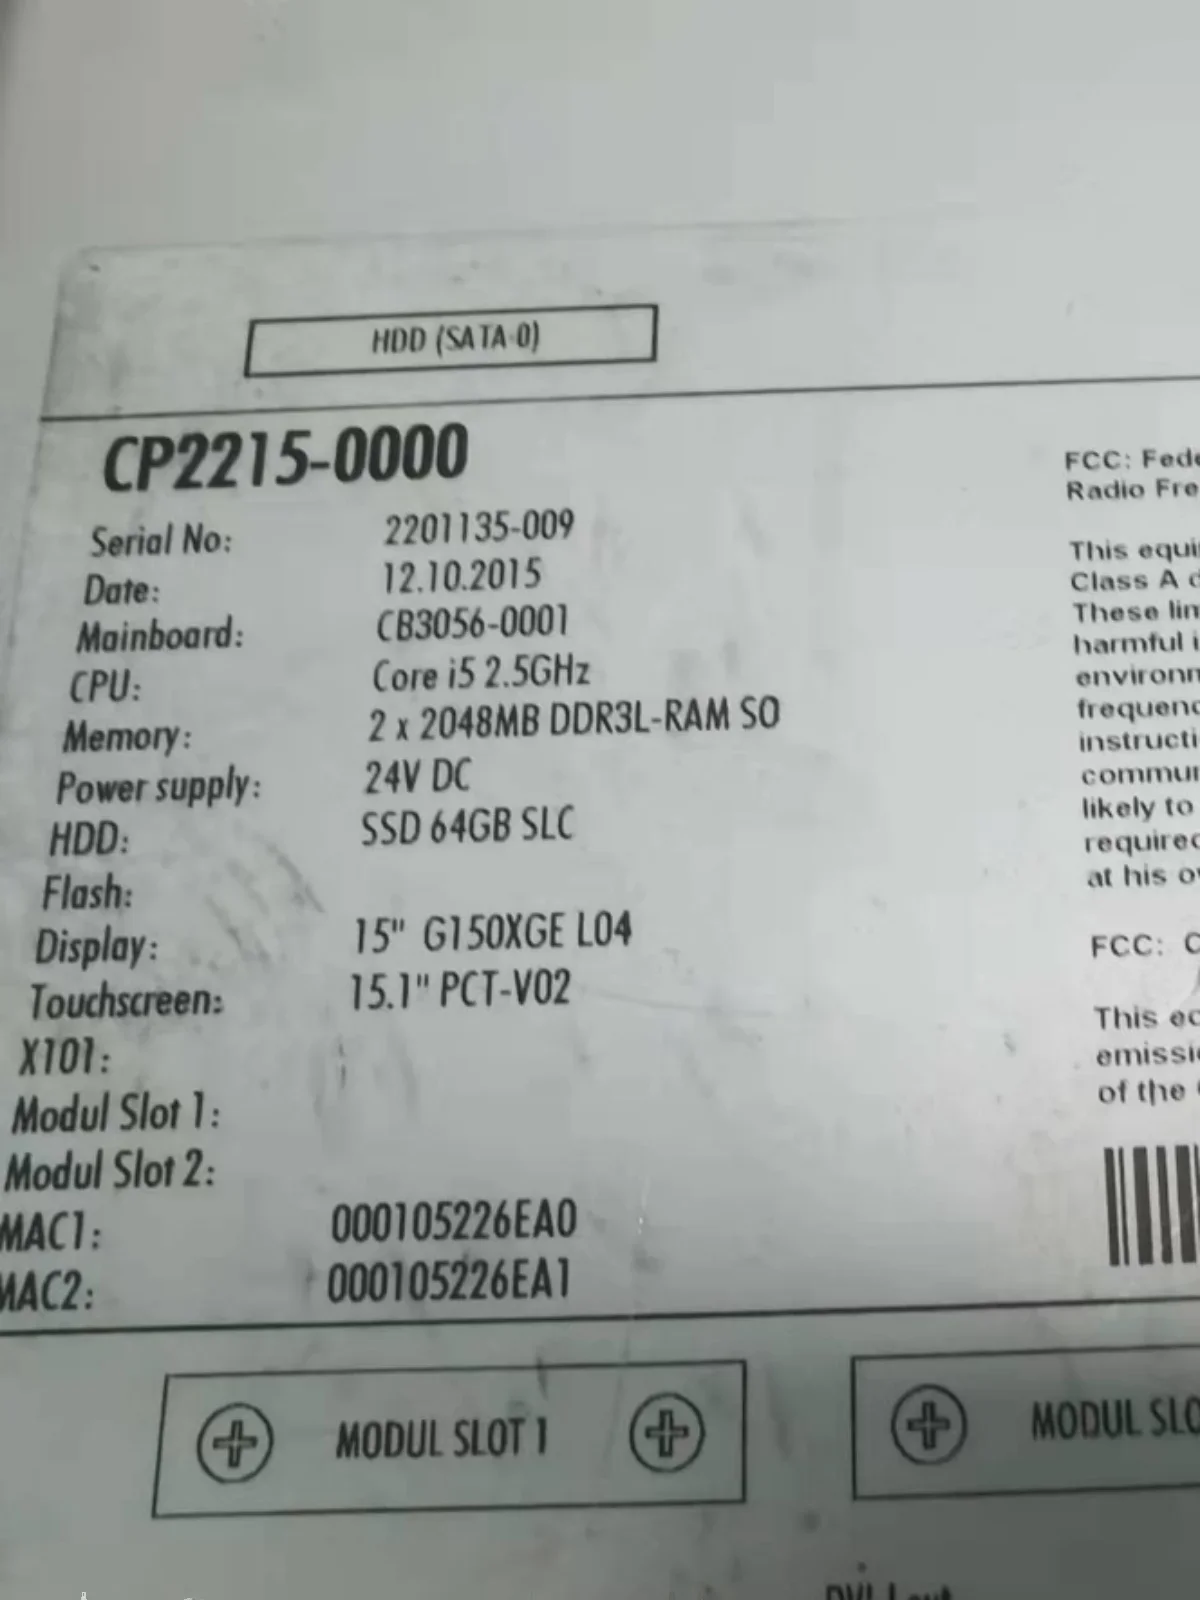 HDD (SATA 0)
CP2215-0000
Serial No: 2201135-009
Date: 12.10.2015
Mainboard: CB3056-0001
CPU: Core i5 2.5GHz
Memory: 2 x 2048MB DDR3L-RAM SO
Power supply: 24V DC
HDD: SSD 64GB SLC
Flash:
Display: 15" G150XGE L04
Touchscreen: 15.1" PCT-V02
X101:
Modul Slot 1:
Modul Slot 2:
MAC1: 000105226EA0
MAC2: 000105226EA1
FCC: Fede
Radio Fre
This equi
Class A
These lim
harmful i
environm
frequenc
instructi
commun
likely to
required
at his o
FCC: C
This eq
emissi
of the
MODUL SLOT 1
MODUL SLO